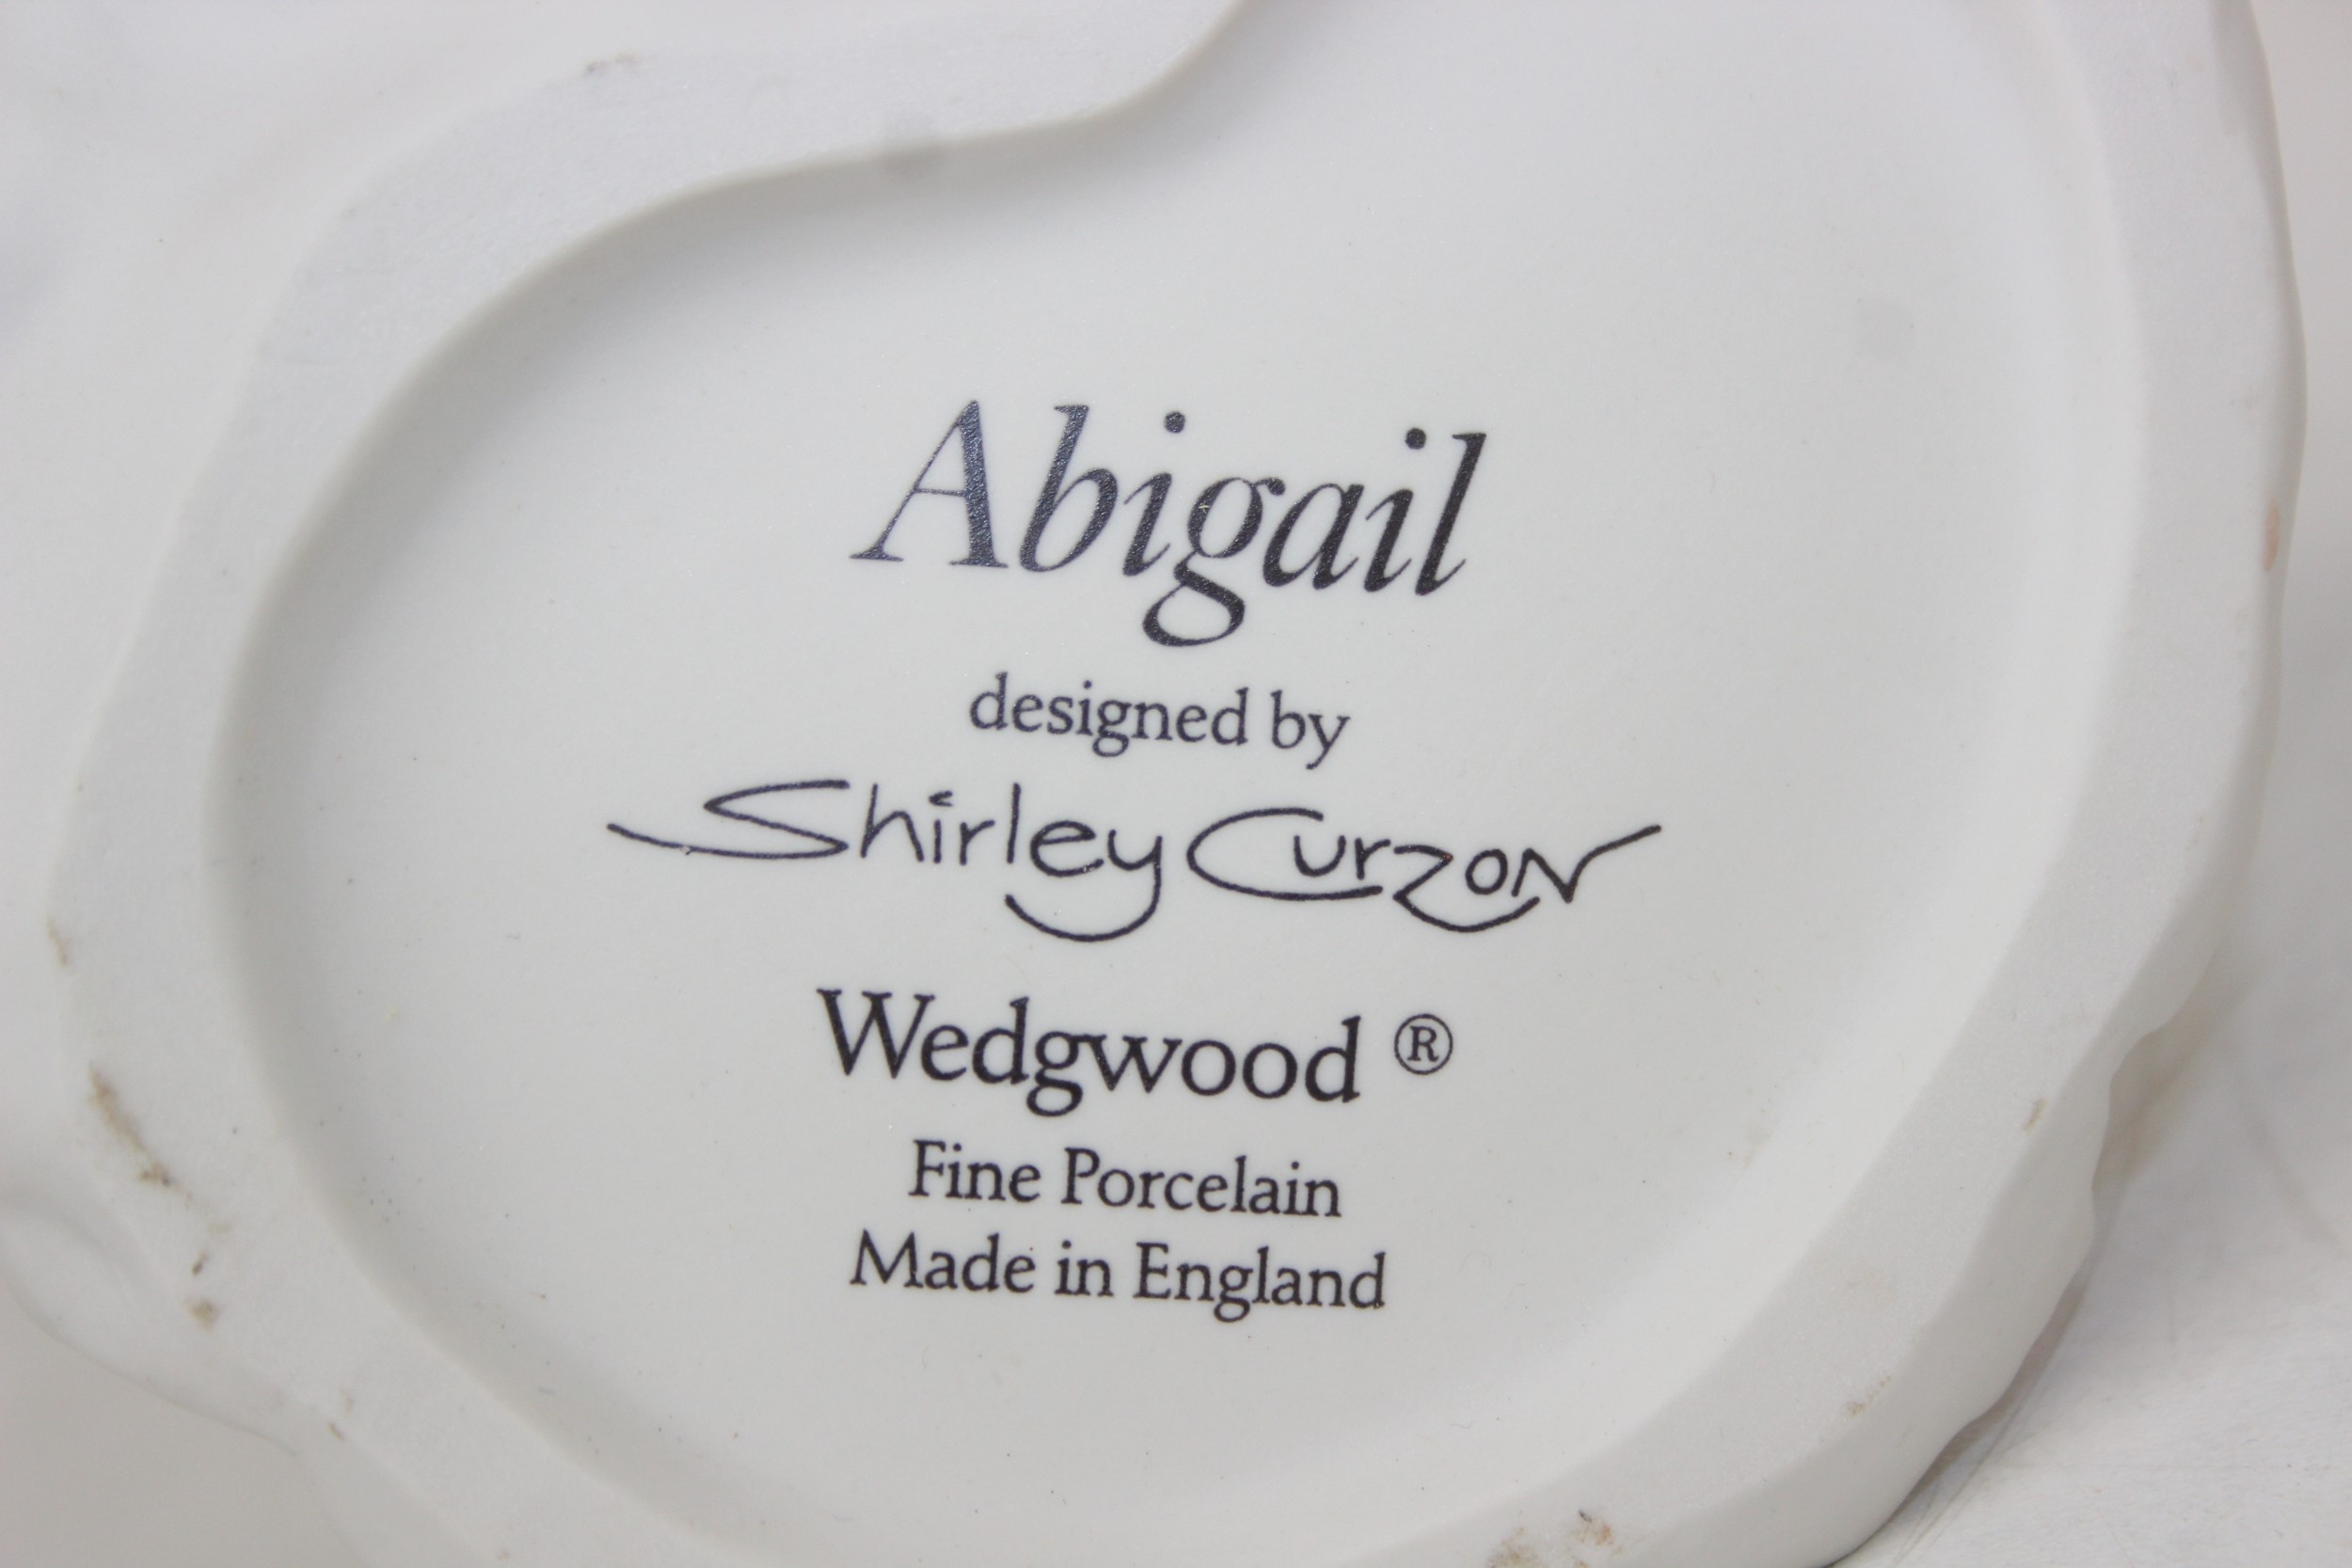 Abigail
designed by
Shirley Curzon
Wedgwood ®
Fine Porcelain
Made in England